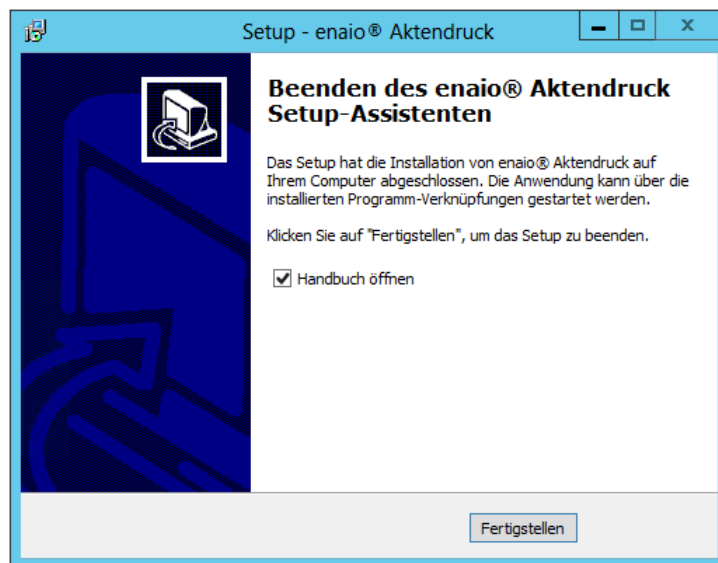 Setup - enaio® Aktendruck
Beenden des enaio® Aktendruck
Setup-Assistenten
Das Setup hat die Installation von enaio® Aktendruck auf
Ihrem Computer abgeschlossen. Die Anwendung kann über die
installierten Programm-Verknüpfungen gestartet werden.
Klicken Sie auf "Fertigstellen", um das Setup zu beenden.
Handbuch öffnen
Fertigstellen